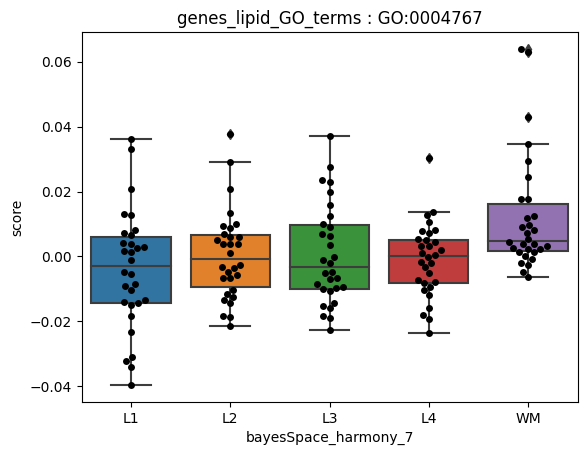 genes_lipid_GO_terms : GO:0004767
0.06
0.04
0.02
0.00
−0.02
−0.04
score
L1 L2 L3 L4 WM
bayesSpace_harmony_7